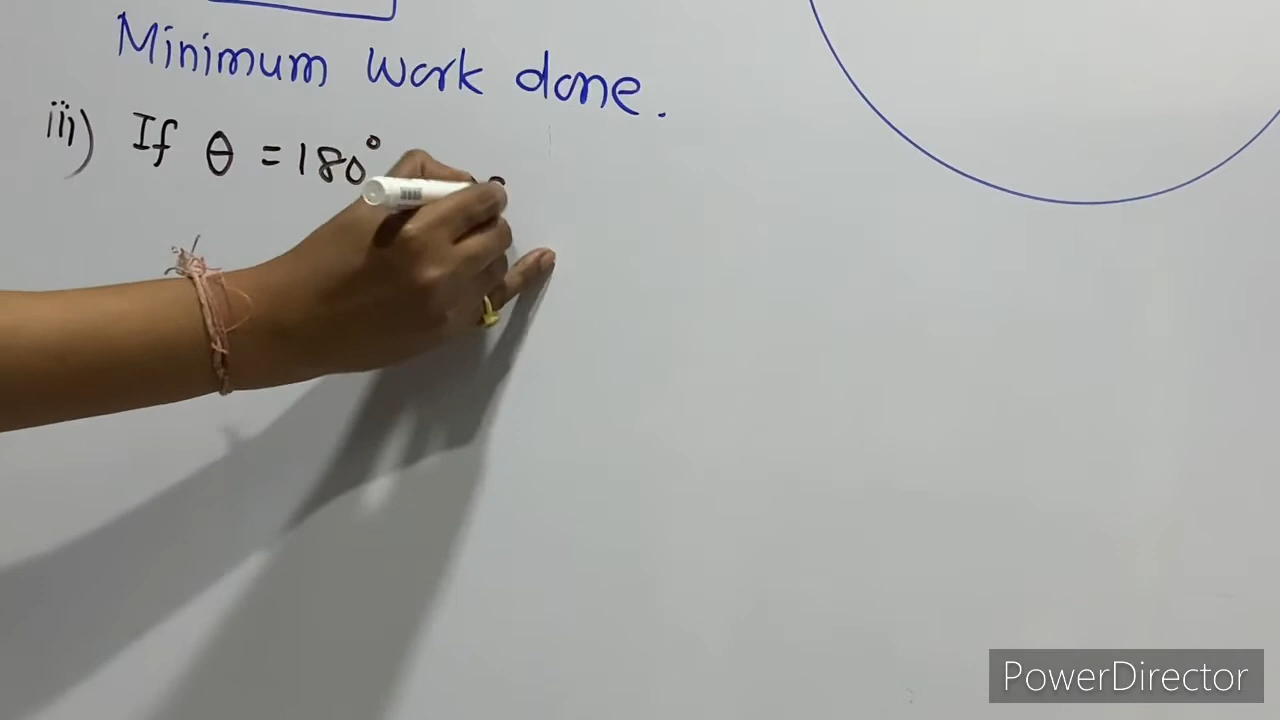 Minimum work done.
iii) If θ = 180°
PowerDirector